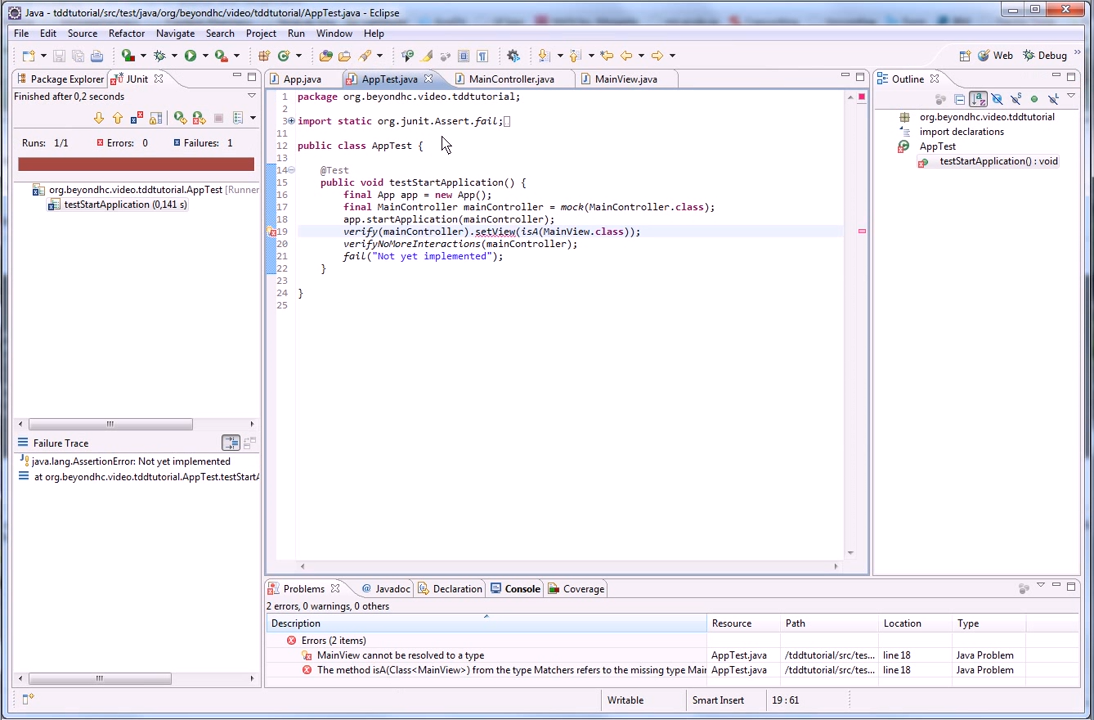 Java - tddtutorial/src/test/java/org/beyondhc/video/tddtutorial/AppTest.java - Eclipse
File Edit Source Refactor Navigate Search Project Run Window Help
Web Debug
Package Explorer JUnit
Finished after 0,2 seconds
Runs: 1/1 Errors: 0 Failures: 1
org.beyondhc.video.tddtutorial.AppTest [Runner
testStartApplication (0,141 s)
Failure Trace
java.lang.AssertionError: Not yet implemented
at org.beyondhc.video.tddtutorial.AppTest.testStartA
App.java AppTest.java MainController.java MainView.java
1 package org.beyondhc.video.tddtutorial;
2
3 import static org.junit.Assert.fail;
11
12 public class AppTest {
13
14 @Test
15 public void testStartApplication() {
16 final App app = new App();
17 final MainController mainController = mock(MainController.class);
18 app.startApplication(mainController);
19 verify(mainController).setView(isA(MainView.class));
20 verifyNoMoreInteractions(mainController);
21 fail("Not yet implemented");
22 }
23
24 }
25
Outline
org.beyondhc.video.tddtutorial
import declarations
AppTest
testStartApplication() : void
Problems Javadoc Declaration Console Coverage
2 errors, 0 warnings, 0 others
Description Resource Path Location Type
Errors (2 items)
MainView cannot be resolved to a type AppTest.java /tddtutorial/src/tes... line 18 Java Problem
The method isA(Class<MainView>) from the type Matchers refers to the missing type Mai AppTest.java /tddtutorial/src/tes... line 18 Java Problem
Writable Smart Insert 19 : 61